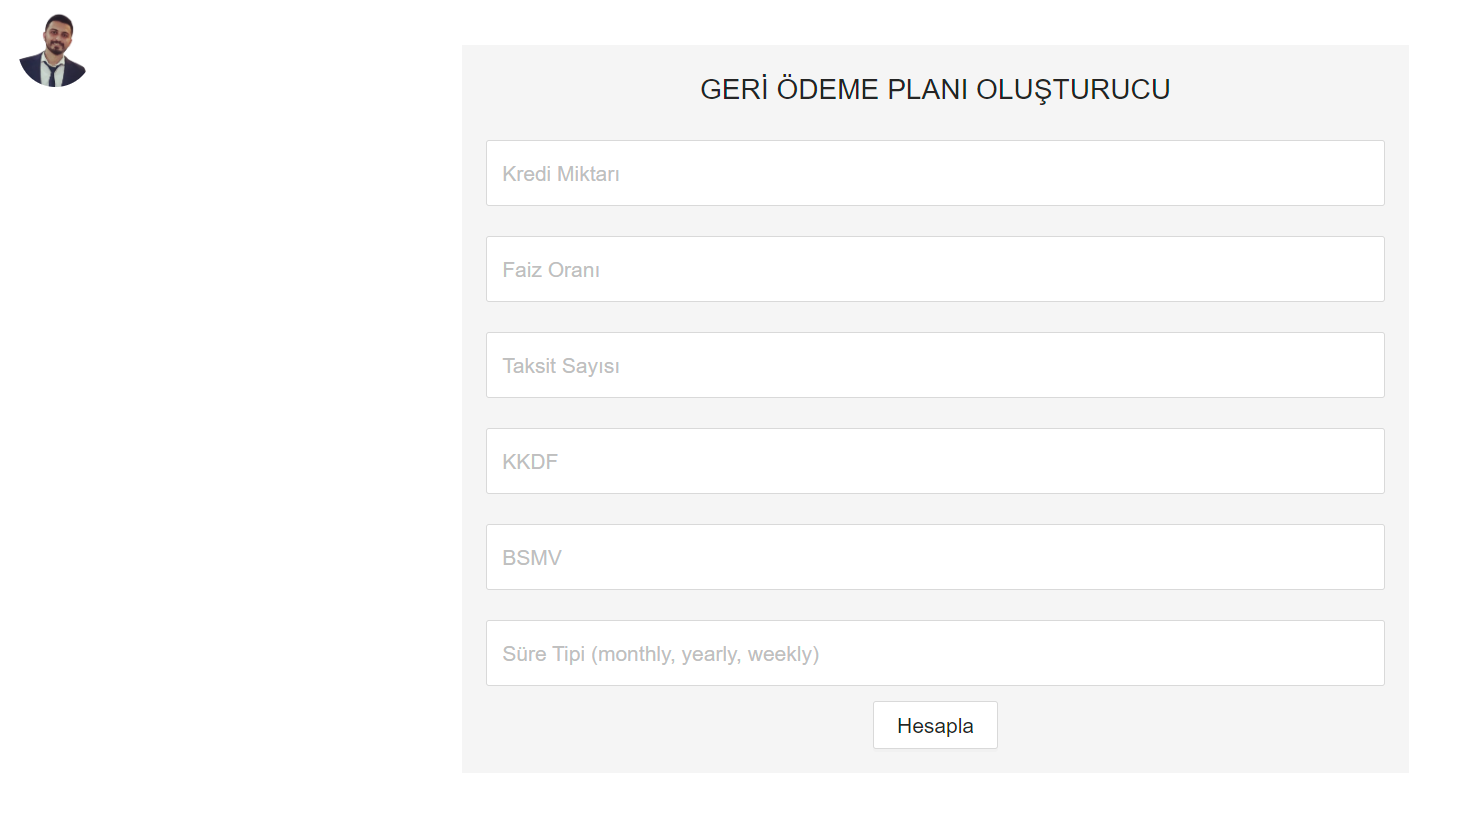 GERİ ÖDEME PLANI OLUŞTURUCU
Kredi Miktarı
Faiz Oranı
Taksit Sayısı
KKDF
BSMV
Süre Tipi (monthly, yearly, weekly)
Hesapla